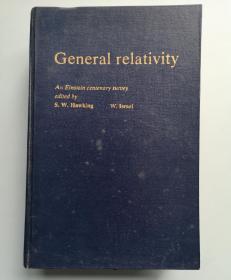 General relativity
An Einstein centenary survey
edited by
S. W. Hawking W. Israel